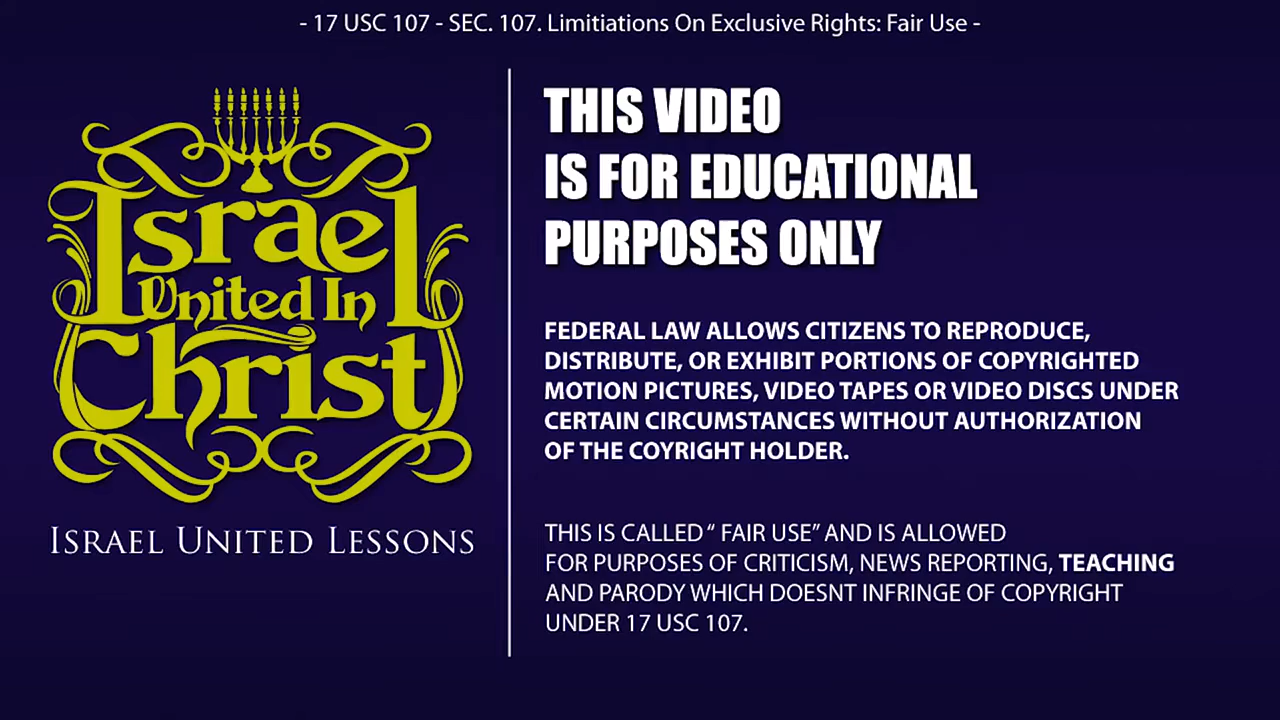 - 17 USC 107 - SEC. 107. Limitiations On Exclusive Rights: Fair Use -
Israel
United In
Christ
ISRAEL UNITED LESSONS
THIS VIDEO
IS FOR EDUCATIONAL
PURPOSES ONLY
FEDERAL LAW ALLOWS CITIZENS TO REPRODUCE,
DISTRIBUTE, OR EXHIBIT PORTIONS OF COPYRIGHTED
MOTION PICTURES, VIDEO TAPES OR VIDEO DISCS UNDER
CERTAIN CIRCUMSTANCES WITHOUT AUTHORIZATION
OF THE COYRIGHT HOLDER.
THIS IS CALLED “ FAIR USE” AND IS ALLOWED
FOR PURPOSES OF CRITICISM, NEWS REPORTING, TEACHING
AND PARODY WHICH DOESNT INFRINGE OF COPYRIGHT
UNDER 17 USC 107.